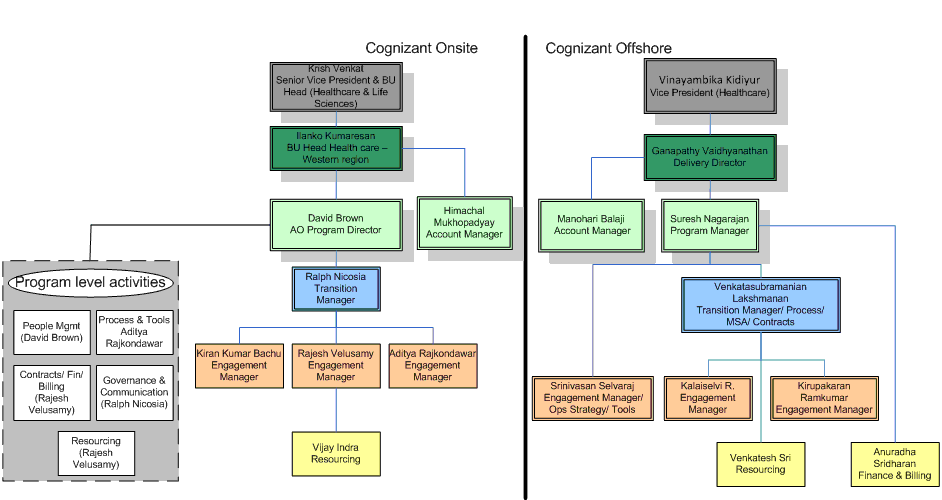 Cognizant Onsite
Krish Venkat
Senior Vice President & BU
Head (Healthcare & Life
Sciences)
Ilanko Kumaresan
BU Head Health care –
Western region
David Brown
AO Program Director
Himachal
Mukhopadyay
Account Manager
Ralph Nicosia
Transition
Manager
Kiran Kumar Bachu
Engagement
Manager
Rajesh Velusamy
Engagement
Manager
Aditya Rajkondawar
Engagement
Manager
Vijay Indra
Resourcing
Program level activities
People Mgmt
(David Brown)
Process & Tools
Aditya
Rajkondawar
Contracts/ Fin/
Billing
(Rajesh
Velusamy)
Governance &
Communication
(Ralph Nicosia)
Resourcing
(Rajesh
Velusamy)
Cognizant Offshore
Vinayambika Kidiyur
Vice President (Healthcare)
Ganapathy Vaidhyanathan
Delivery Director
Manohari Balaji
Account Manager
Suresh Nagarajan
Program Manager
Venkatasubramanian
Lakshmanan
Transition Manager/ Process/
MSA/ Contracts
Srinivasan Selvaraj
Engagement Manager/
Ops Strategy/ Tools
Kalaiselvi R.
Engagement
Manager
Kirupakaran
Ramkumar
Engagement Manager
Venkatesh Sri
Resourcing
Anuradha
Sridharan
Finance & Billing